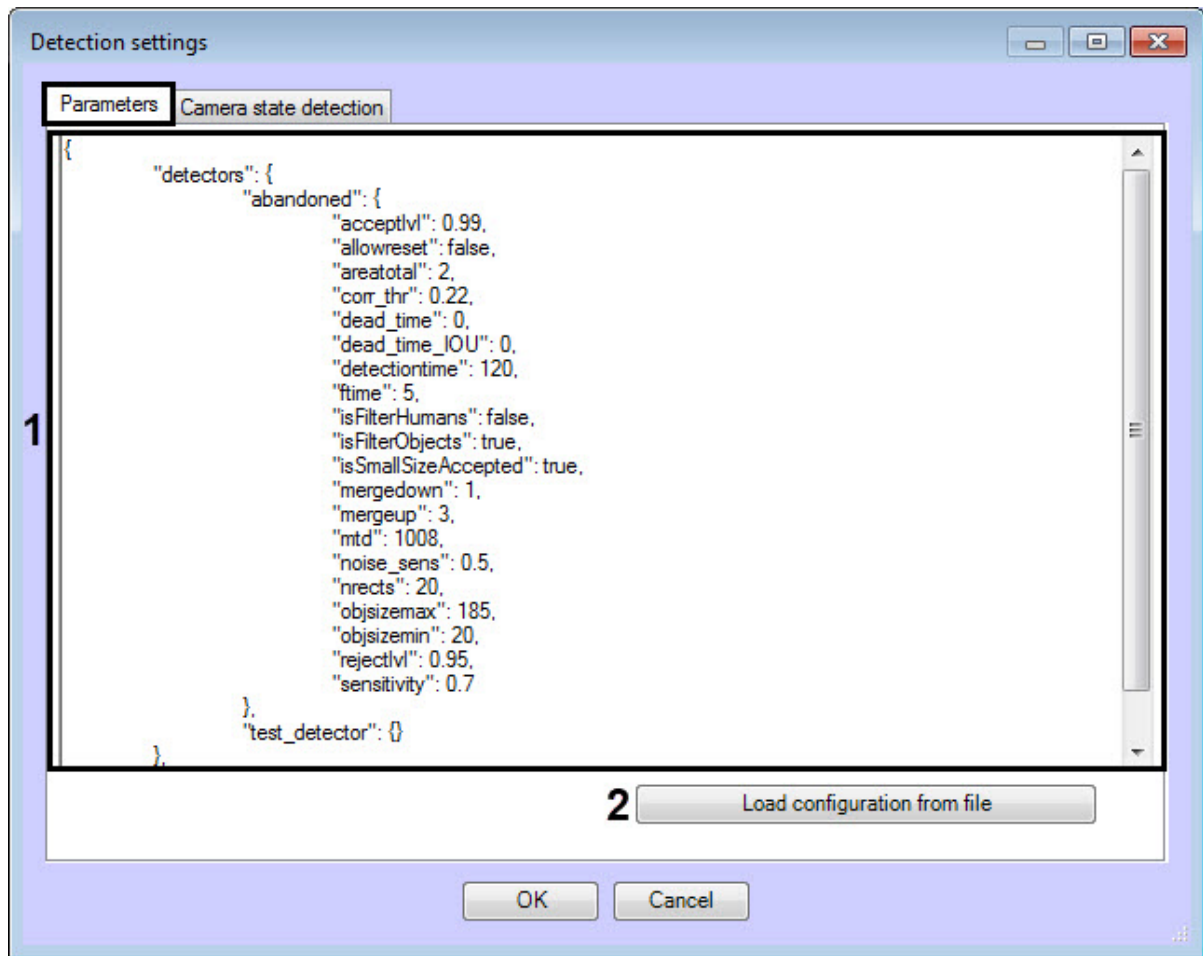 Detection settings
Parameters Camera state detection
{
"detectors": {
"abandoned": {
"acceptlvl": 0.99,
"allowreset": false,
"areatotal": 2,
"corr_thr": 0.22,
"dead_time": 0,
"dead_time_IOU": 0,
"detectiontime": 120,
"ftime": 5,
"isFilterHumans": false,
"isFilterObjects": true,
"isSmallSizeAccepted": true,
"mergedown": 1,
"mergeup": 3,
"mtd": 1008,
"noise_sens": 0.5,
"nrects": 20,
"objsizemax": 185,
"objsizemin": 20,
"rejectlvl": 0.95,
"sensitivity": 0.7
},
"test_detector": {}
},
1
2 Load configuration from file
OK Cancel